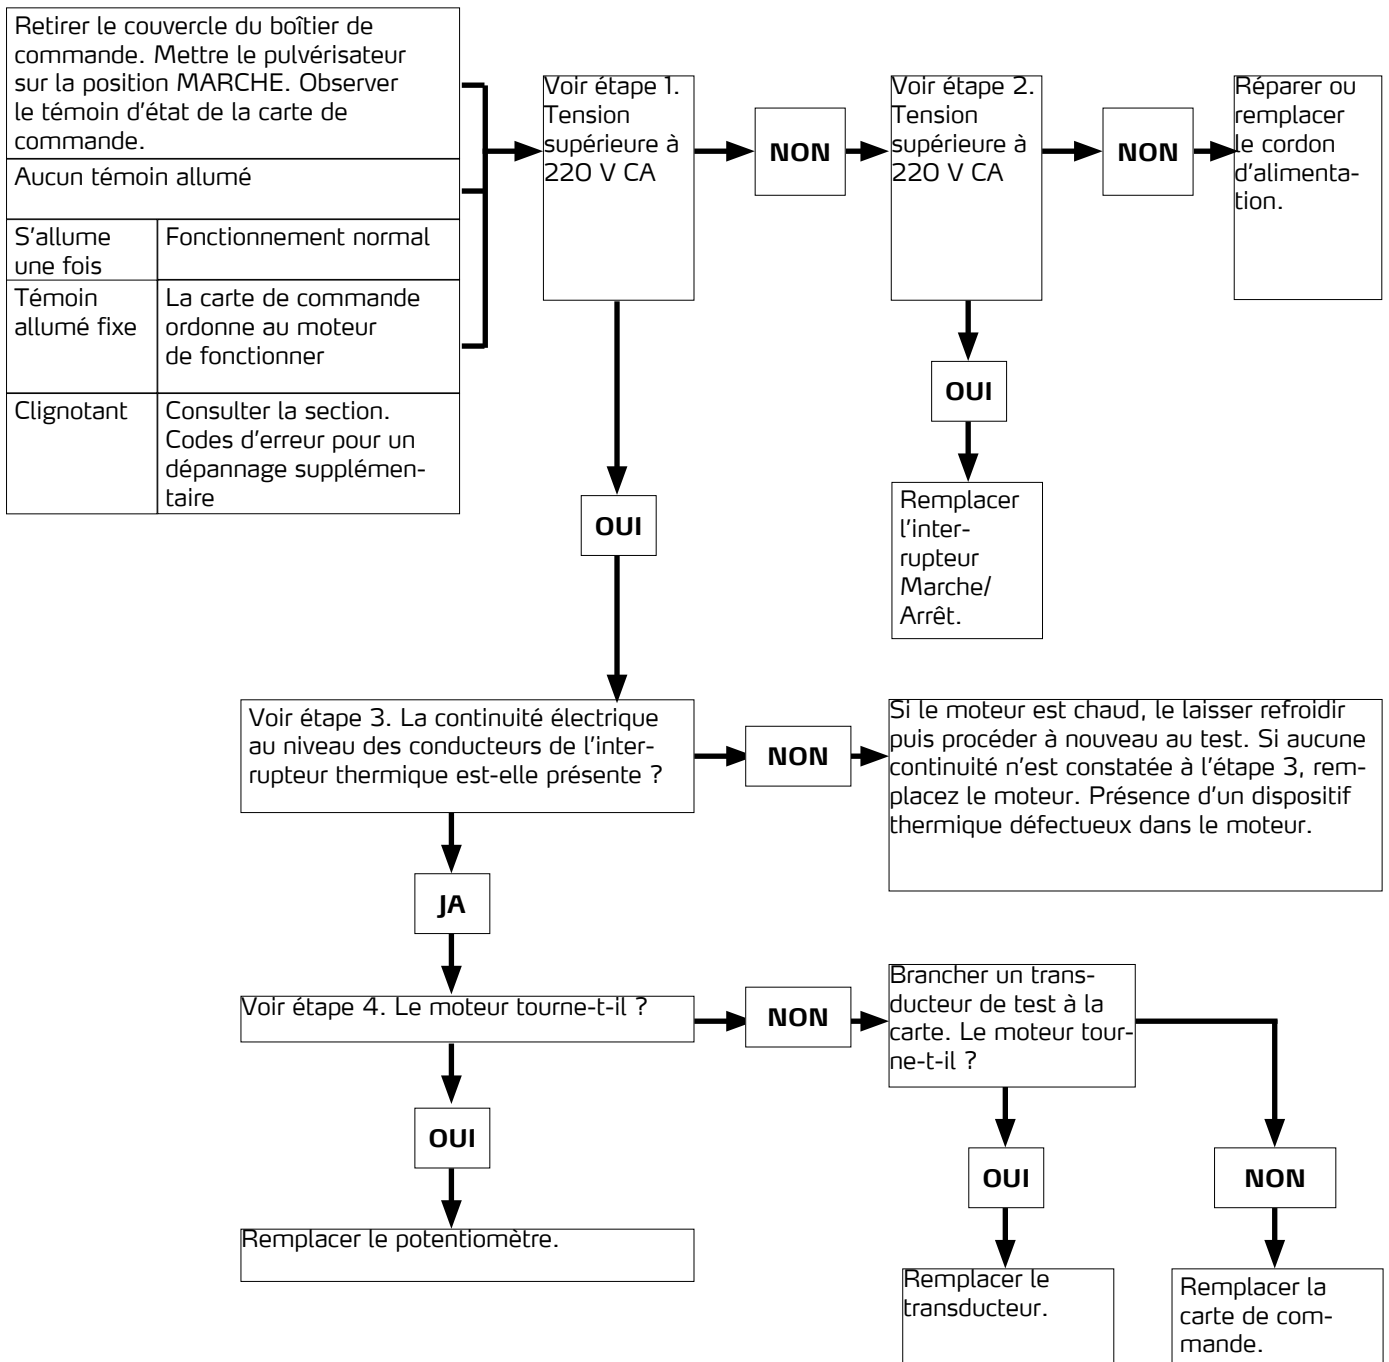 Retirer le couvercle du boîtier de
commande. Mettre le pulvérisateur
sur la position MARCHE. Observer
le témoin d'état de la carte de
commande.
Aucun témoin allumé
S'allume
une fois
Fonctionnement normal
Témoin
allumé fixe
La carte de commande
ordonne au moteur
de fonctionner
Clignotant
Consulter la section.
Codes d'erreur pour un
dépannage supplémen-
taire
Voir étape 1.
Tension
supérieure à
220 V CA
NON
Voir étape 2.
Tension
supérieure à
220 V CA
NON
Réparer ou
remplacer
le cordon
d'alimenta-
tion.
OUI
Remplacer
l'inter-
rupteur
Marche/
Arrêt.
OUI
Voir étape 3. La continuité électrique
au niveau des conducteurs de l'inter-
rupteur thermique est-elle présente ?
NON
Si le moteur est chaud, le laisser refroidir
puis procéder à nouveau au test. Si aucune
continuité n'est constatée à l'étape 3, rem-
placez le moteur. Présence d'un dispositif
thermique défectueux dans le moteur.
JA
Voir étape 4. Le moteur tourne-t-il ?
NON
Brancher un trans-
ducteur de test à la
carte. Le moteur tour-
ne-t-il ?
OUI
Remplacer le potentiomètre.
OUI
NON
Remplacer le
transducteur.
Remplacer la
carte de com-
mande.